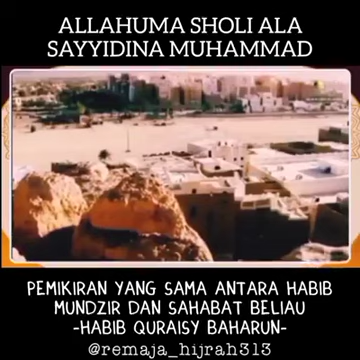 ALLAHUMA SHOLI ALA
SAYYIDINA MUHAMMAD
PEMIKIRAN YANG SAMA ANTARA HABIB
MUNDZIR DAN SAHABAT BELIAU
-HABIB QURAISY BAHARUN-
@remaja_hijrah313